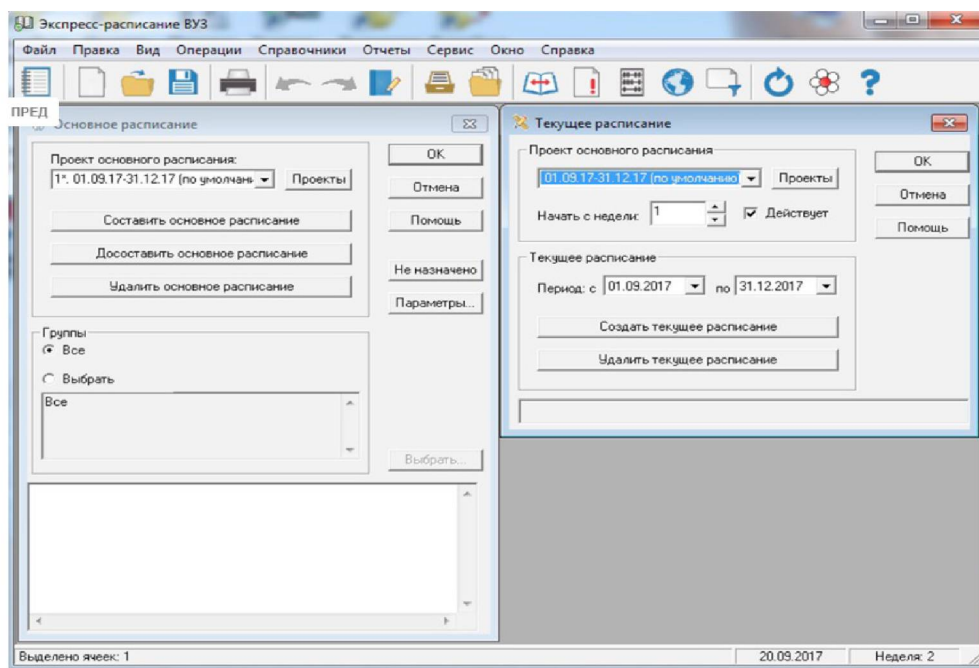 Экспресс-расписание ВУЗ
Файл Правка Вид Операции Справочники Отчеты Сервис Окно Справка
ПРЕД
Основное расписание
Проект основного расписания:
1*. 01.09.17-31.12.17 (по умолчани
Проекты
Составить основное расписание
Досоставить основное расписание
Удалить основное расписание
OK
Отмена
Помощь
Не назначено
Параметры...
Группы
Все
Выбрать
Все
Выбрать...
Текущее расписание
Проект основного расписания
01.09.17-31.12.17 (по умолчанию
Проекты
Начать с недели: 1
Действует
OK
Отмена
Помощь
Текущее расписание
Период: с 01.09.2017 по 31.12.2017
Создать текущее расписание
Удалить текущее расписание
Выделено ячеек: 1 20.09.2017 Неделя: 2